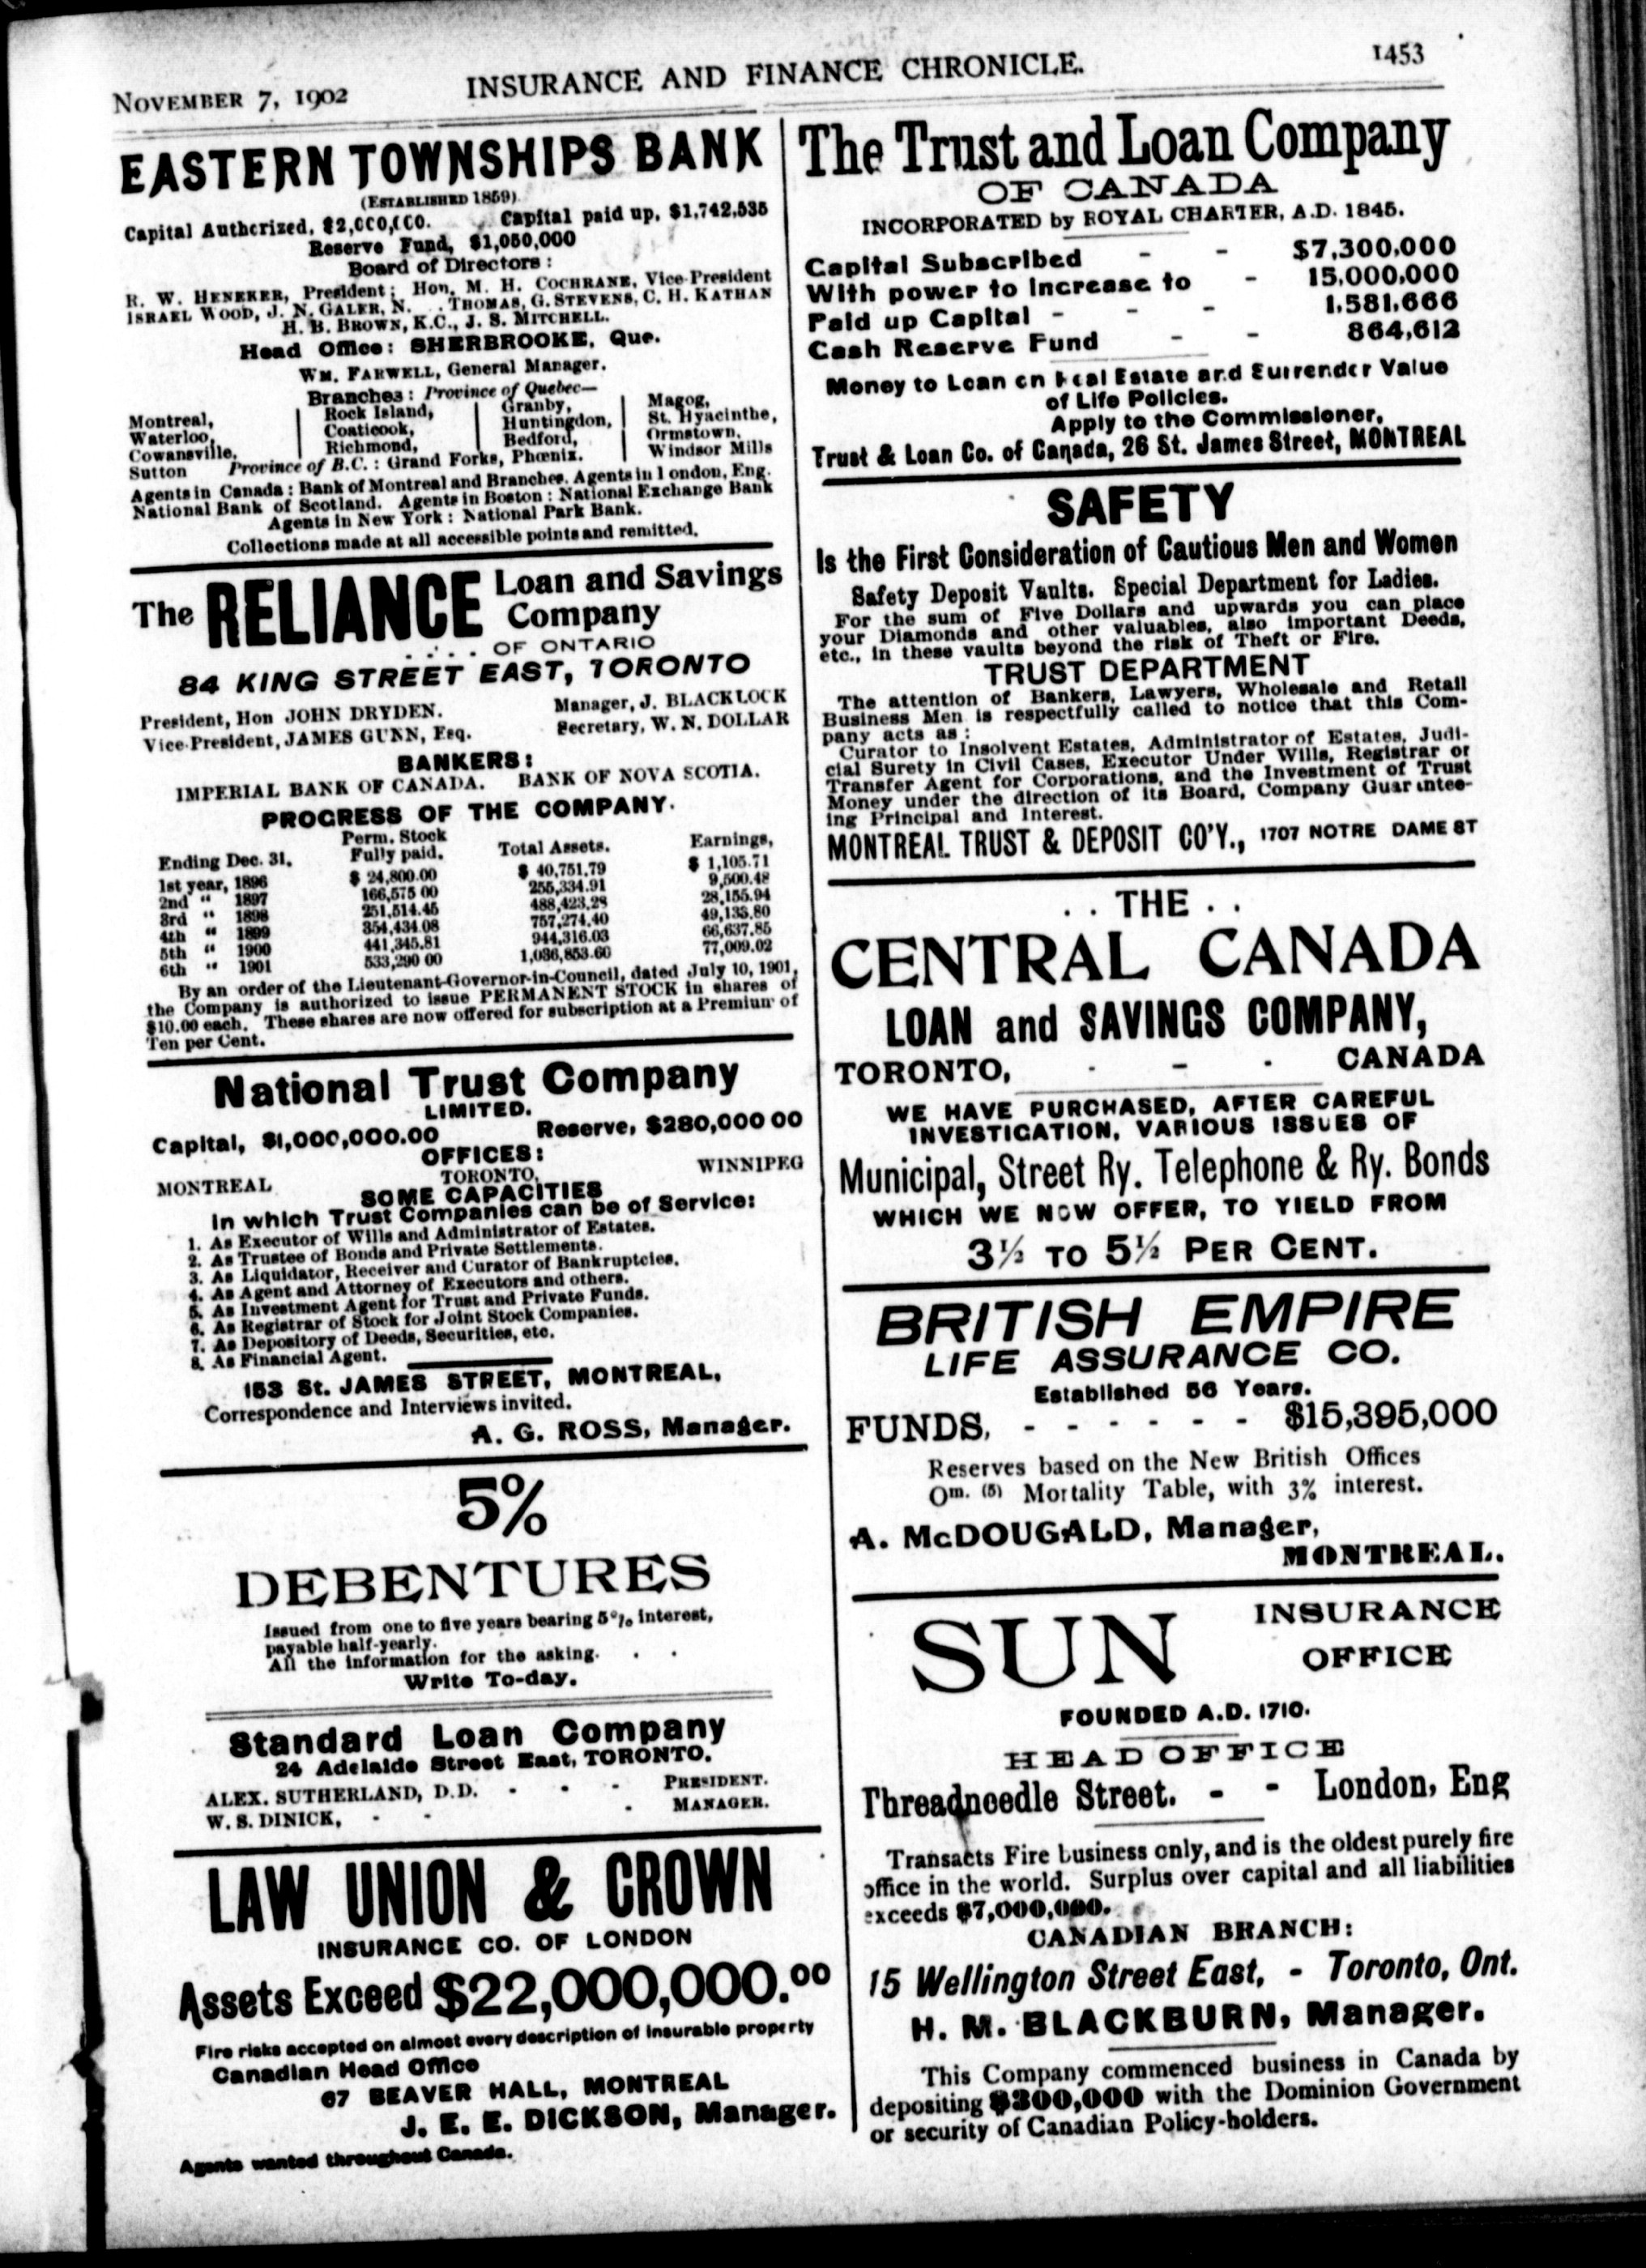 NOVEMBER 7, 1902
INSURANCE AND FINANCE CHRONICLE.
1453
EASTERN TOWNSHIPS BANK
(ESTABLISHED 1859)
Capital Authorized, $2,000,000. Capital paid up, $1,742,535
Reserve Fund, $1,050,000
Board of Directors:
R. W. HENEKER, President; Hon. M. H. COCHRANE, Vice-President
ISRAEL WOOD, J. N. GALER, N. THOMAS, G. STEVENS, C. H. KATHAN
H. B. BROWN, K.C., J. S. MITCHELL.
Head Office: SHERBROOKE, Que.
WM. FARWELL, General Manager.
Branches: Province of Quebec—
Montreal, Rock Island, Granby, Magog,
Waterloo, Coaticook, Huntingdon, St. Hyacinthe,
Cowansville, Richmond, Bedford, Ormstown,
Sutton Province of B.C.: Grand Forks, Phœnix. Windsor Mills
Agents in Canada: Bank of Montreal and Branches. Agents in London, Eng.
National Bank of Scotland. Agents in Boston: National Exchange Bank
Agents in New York: National Park Bank.
Collections made at all accessible points and remitted.
The RELIANCE Loan and Savings
Company
. . . . OF ONTARIO
84 KING STREET EAST, TORONTO
President, Hon JOHN DRYDEN. Manager, J. BLACKLOCK
Vice-President, JAMES GUNN, Esq. Secretary, W. N. DOLLAR
BANKERS:
IMPERIAL BANK OF CANADA. BANK OF NOVA SCOTIA.
PROGRESS OF THE COMPANY.
Perm. Stock
Ending Dec. 31. Fully paid. Total Assets. Earnings,
1st year, 1896 $ 24,800.00 $ 40,751.79 $ 1,105.71
2nd " 1897 166,575 00 255,334.91 9,500.48
3rd " 1898 251,514.45 488,423.28 28,155.94
4th " 1899 354,434.08 757,274.40 49,133.80
5th " 1900 441,345.81 944,316.03 66,637.85
6th " 1901 533,290 00 1,036,853.60 77,009.02
By an order of the Lieutenant-Governor-in-Council, dated July 10, 1901,
the Company is authorized to issue PERMANENT STOCK in shares of
$10.00 each. These shares are now offered for subscription at a Premium of
Ten per Cent.
National Trust Company
LIMITED.
Capital, $1,000,000.00 Reserve, $280,000 00
OFFICES:
MONTREAL TORONTO, WINNIPEG
SOME CAPACITIES
In which Trust Companies can be of Service:
1. As Executor of Wills and Administrator of Estates.
2. As Trustee of Bonds and Private Settlements.
3. As Liquidator, Receiver and Curator of Bankruptcies.
4. As Agent and Attorney of Executors and others.
5. As Investment Agent for Trust and Private Funds.
6. As Registrar of Stock for Joint Stock Companies.
7. As Depository of Deeds, Securities, etc.
8. As Financial Agent.
153 St. JAMES STREET, MONTREAL,
Correspondence and Interviews invited.
A. G. ROSS, Manager.
5%
DEBENTURES
Issued from one to five years bearing 5% interest,
payable half-yearly.
All the information for the asking. . .
Write To-day.
Standard Loan Company
24 Adelaide Street East, TORONTO.
ALEX. SUTHERLAND, D.D. - - - PRESIDENT.
W. S. DINICK, - - - MANAGER.
LAW UNION & CROWN
INSURANCE CO. OF LONDON
Assets Exceed $22,000,000.00
Fire risks accepted on almost every description of insurable property
Canadian Head Office
67 BEAVER HALL, MONTREAL
J. E. E. DICKSON, Manager.
Agents wanted throughout Canada.
The Trust and Loan Company
OF CANADA
INCORPORATED by ROYAL CHARTER, A.D. 1845.
Capital Subscribed - - $7,300,000
With power to increase to - 15,000,000
Paid up Capital - - - 1,581,666
Cash Reserve Fund - - 864,612
Money to Loan on Real Estate and Surrender Value
of Life Policies.
Apply to the Commissioner,
Trust & Loan Co. of Canada, 26 St. James Street, MONTREAL
SAFETY
Is the First Consideration of Cautious Men and Women
Safety Deposit Vaults. Special Department for Ladies.
For the sum of Five Dollars and upwards you can place
your Diamonds and other valuables, also important Deeds,
etc., in these vaults beyond the risk of Theft or Fire.
TRUST DEPARTMENT
The attention of Bankers, Lawyers, Wholesale and Retail
Business Men is respectfully called to notice that this Com-
pany acts as:
Curator to Insolvent Estates, Administrator of Estates, Judi-
cial Surety in Civil Cases, Executor Under Wills, Registrar or
Transfer Agent for Corporations, and the Investment of Trust
Money under the direction of its Board, Company Guarantee-
ing Principal and Interest.
MONTREAL TRUST & DEPOSIT CO'Y., 1707 NOTRE DAME ST
. . THE . .
CENTRAL CANADA
LOAN and SAVINGS COMPANY,
TORONTO, - - - CANADA
WE HAVE PURCHASED, AFTER CAREFUL
INVESTIGATION, VARIOUS ISSUES OF
Municipal, Street Ry. Telephone & Ry. Bonds
WHICH WE NOW OFFER, TO YIELD FROM
3½ TO 5½ PER CENT.
BRITISH EMPIRE
LIFE ASSURANCE CO.
Established 56 Years.
FUNDS, - - - - - - $15,395,000
Reserves based on the New British Offices
Om. (5) Mortality Table, with 3% interest.
A. McDOUGALD, Manager,
MONTREAL.
SUN INSURANCE
OFFICE
FOUNDED A.D. 1710.
HEAD OFFICE
Threadneedle Street. - - London, Eng
Transacts Fire business only, and is the oldest purely fire
office in the world. Surplus over capital and all liabilities
exceeds $7,000,000.
CANADIAN BRANCH:
15 Wellington Street East, - Toronto, Ont.
H. M. BLACKBURN, Manager.
This Company commenced business in Canada by
depositing $300,000 with the Dominion Government
or security of Canadian Policy-holders.